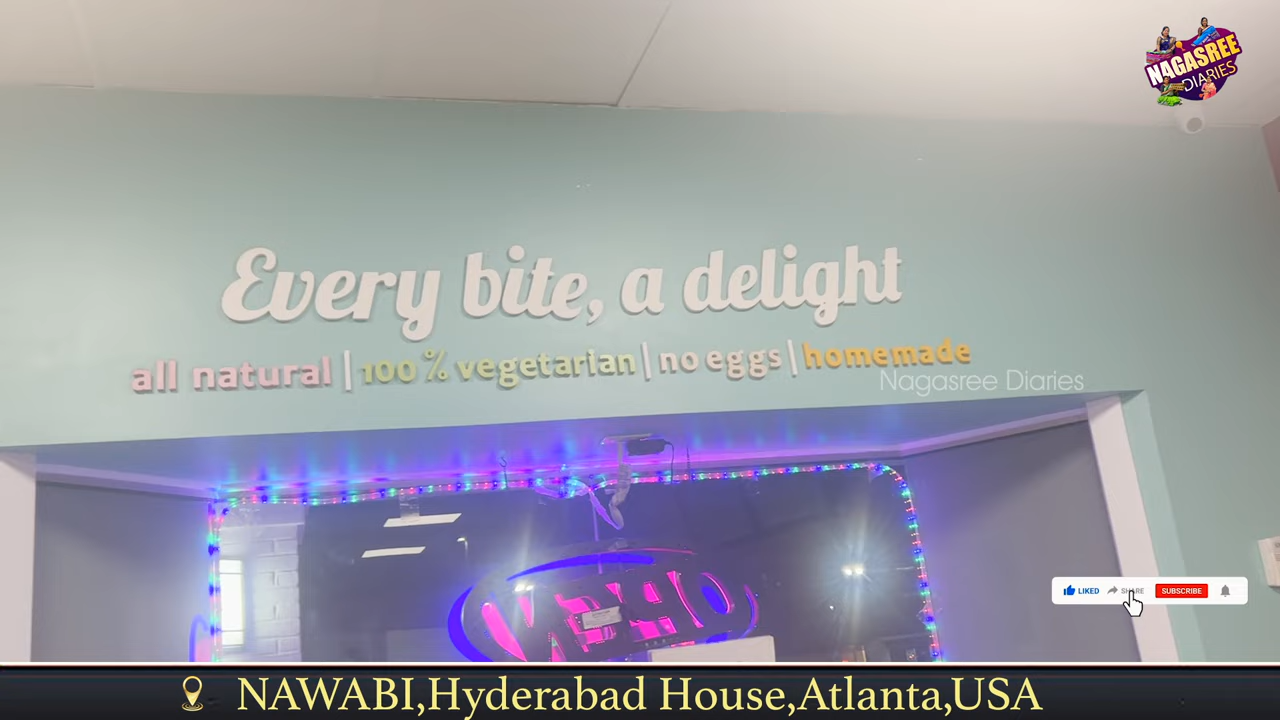 NAGASREE
DIARIES
Every bite, a delight
all natural | 100% vegetarian | no eggs | homemade
Nagasree Diaries
LIKED SHARE SUBSCRIBE
NAWABI,Hyderabad House,Atlanta,USA